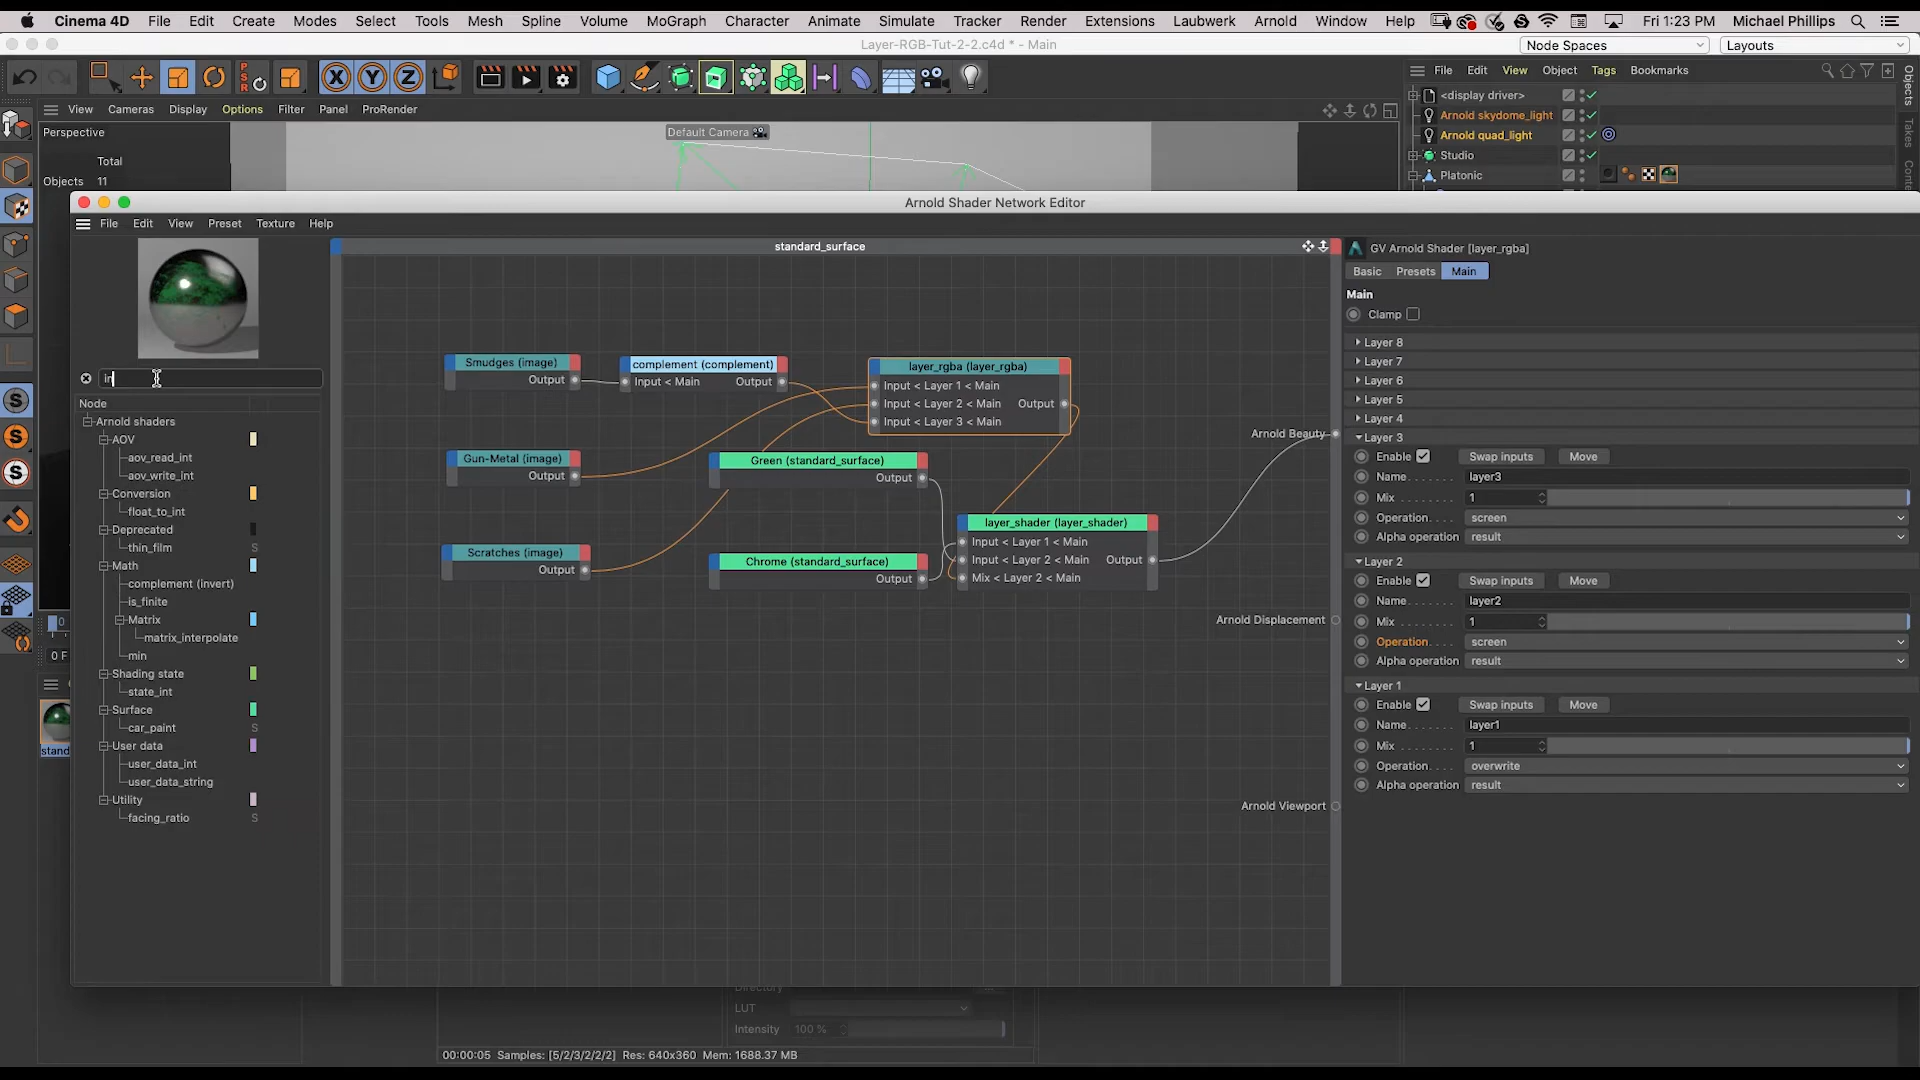 Cinema 4D File Edit Create Modes Select Tools Mesh Spline Volume MoGraph Character Animate Simulate Tracker Render Extensions Laubwerk Arnold Window Help Fri 1:23 PM Michael Phillips
Layer-RGB-Tut-2-2.c4d * - Main
Node Spaces Layouts
PSR X Y Z
File Edit View Object Tags Bookmarks
View Cameras Display Options Filter Panel ProRender
Perspective
Default Camera
Total
Objects 11
<display driver>
Arnold skydome_light
Arnold quad_light
Studio
Platonic
Objects
Takes
Arnold Shader Network Editor
File Edit View Preset Texture Help
standard_surface
in
Node
Arnold shaders
AOV
aov_read_int
aov_write_int
Conversion
float_to_int
Deprecated
thin_film S
Math
complement (invert)
is_finite
Matrix
matrix_interpolate
min
Shading state
state_int
Surface
car_paint S
User data
user_data_int
user_data_string
Utility
facing_ratio S
Smudges (image)
Output
complement (complement)
Input < Main Output
layer_rgba (layer_rgba)
Input < Layer 1 < Main
Input < Layer 2 < Main Output
Input < Layer 3 < Main
Gun-Metal (image)
Output
Green (standard_surface)
Output
Scratches (image)
Output
Chrome (standard_surface)
Output
layer_shader (layer_shader)
Input < Layer 1 < Main
Input < Layer 2 < Main Output
Mix < Layer 2 < Main
Arnold Beauty
Arnold Displacement
Arnold Viewport
GV Arnold Shader [layer_rgba]
Basic Presets Main
Main
Clamp
Layer 8
Layer 7
Layer 6
Layer 5
Layer 4
Layer 3
Enable Swap inputs Move
Name layer3
Mix 1
Operation screen
Alpha operation result
Layer 2
Enable Swap inputs Move
Name layer2
Mix 1
Operation screen
Alpha operation result
Layer 1
Enable Swap inputs Move
Name layer1
Mix 1
Operation overwrite
Alpha operation result
0
0 F
stand
Directory
LUT
Intensity 100 %
00:00:05 Samples: [5/2/3/2/2/2] Res: 640x360 Mem: 1688.37 MB